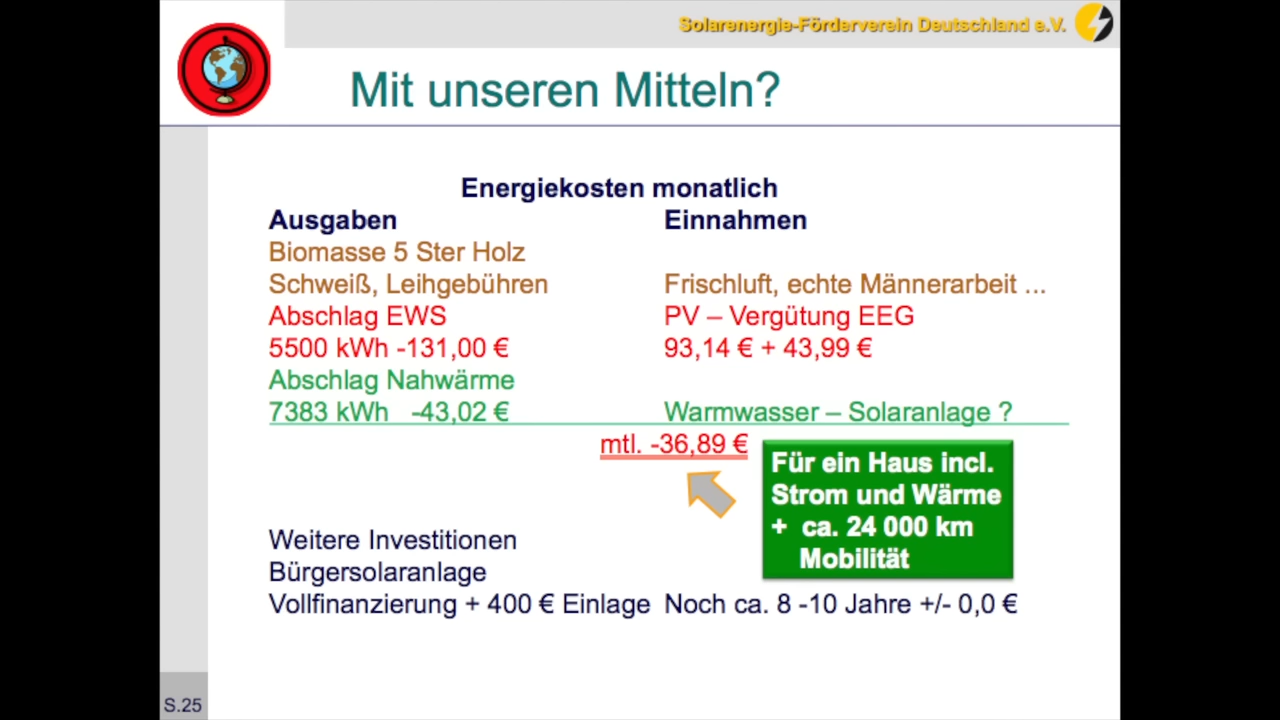 Solarenergie-Förderverein Deutschland e.V.
Mit unseren Mitteln?
Energiekosten monatlich
Ausgaben Einnahmen
Biomasse 5 Ster Holz
Schweiß, Leihgebühren Frischluft, echte Männerarbeit ...
Abschlag EWS PV – Vergütung EEG
5500 kWh -131,00 € 93,14 € + 43,99 €
Abschlag Nahwärme
7383 kWh -43,02 € Warmwasser – Solaranlage ?
mtl. -36,89 €
Für ein Haus incl.
Strom und Wärme
+ ca. 24 000 km
Mobilität
Weitere Investitionen
Bürgersolaranlage
Vollfinanzierung + 400 € Einlage Noch ca. 8 -10 Jahre +/- 0,0 €
S.25